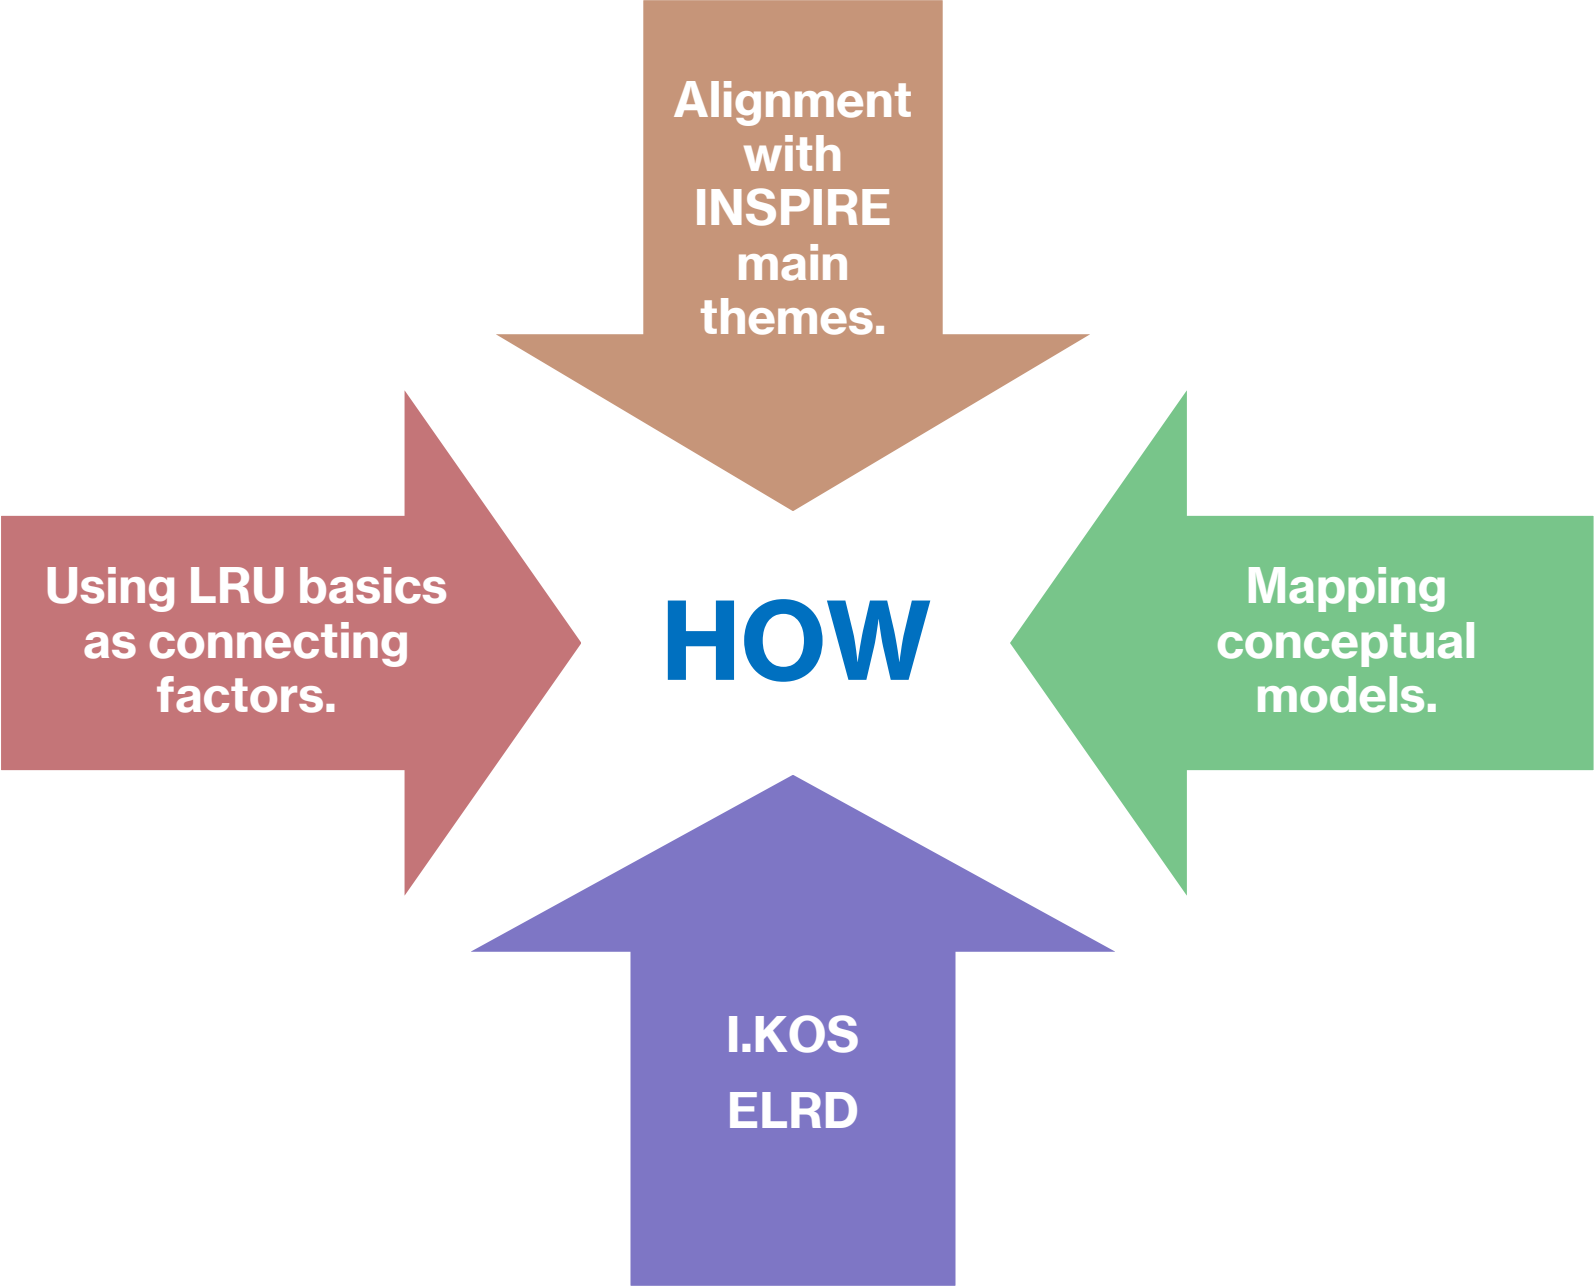 Alignment
with
INSPIRE
main
themes.
Using LRU basics
as connecting
factors.
HOW
Mapping
conceptual
models.
I.KOS
ELRD